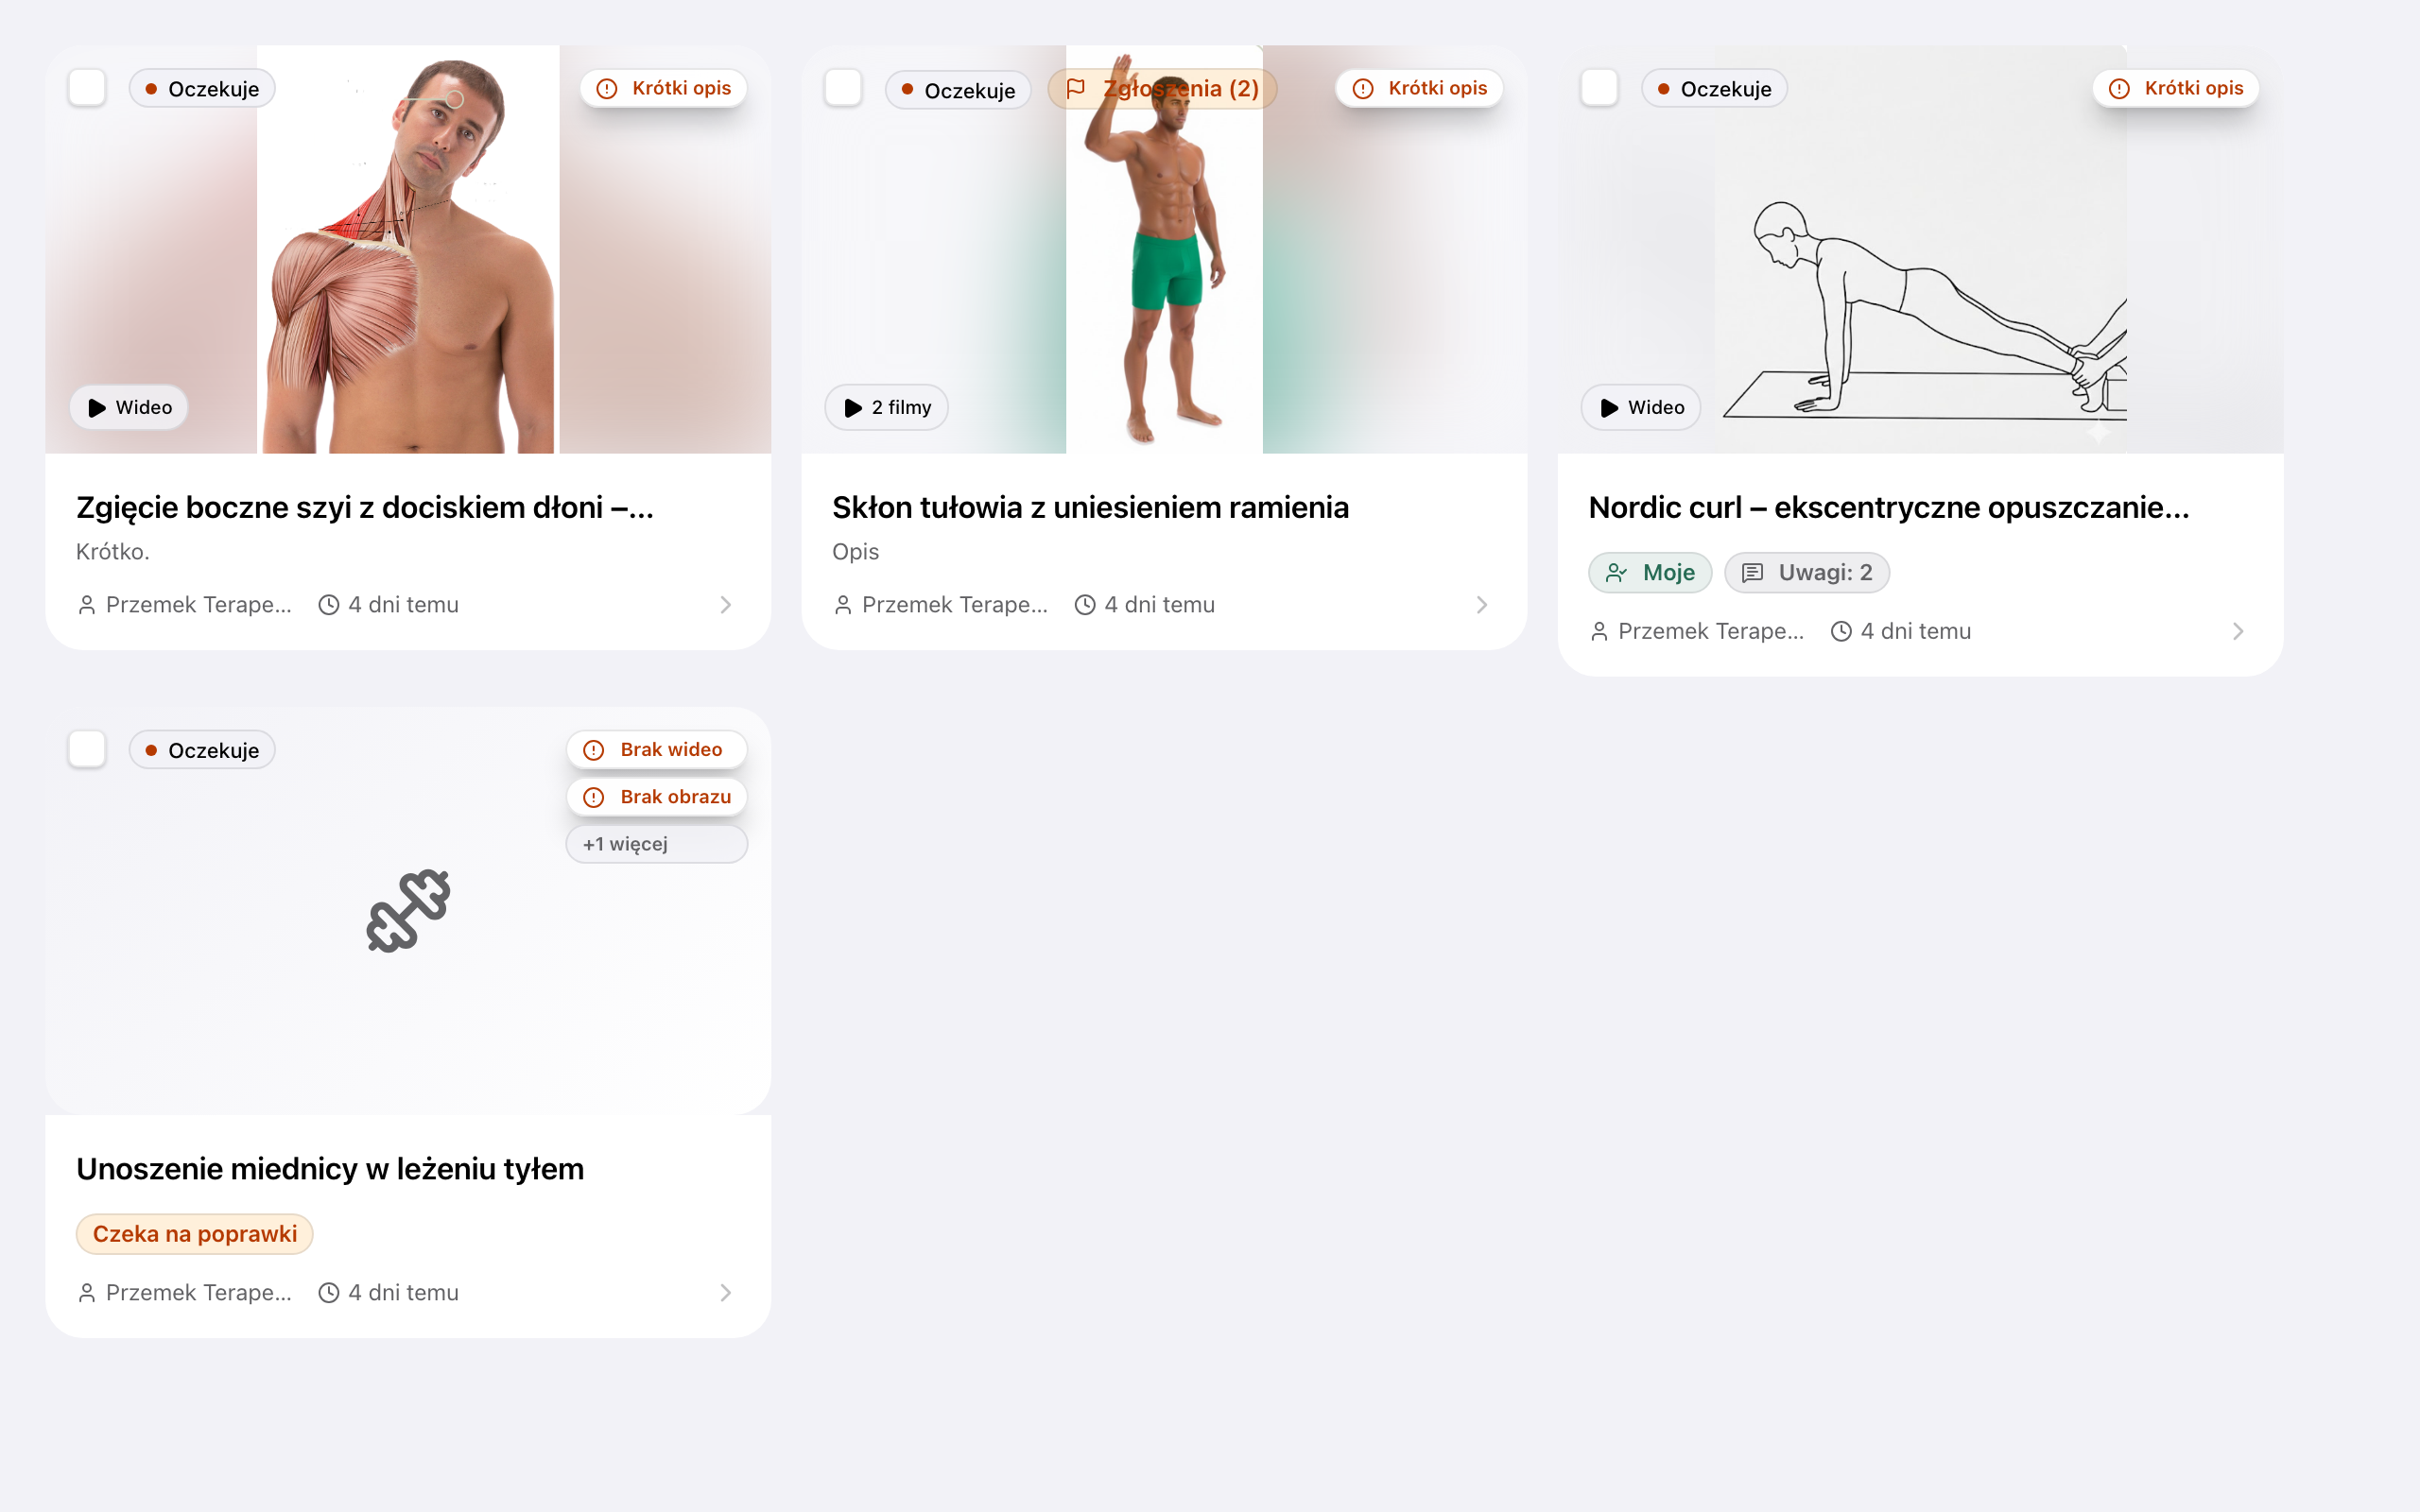 Oczekuje
Krótki opis
Wideo
Zgięcie boczne szyi z dociskiem dłoni –...
Krótko.
Przemek Terape... 4 dni temu
Oczekuje
Zgłoszenia (2)
Krótki opis
2 filmy
Skłon tułowia z uniesieniem ramienia
Opis
Przemek Terape... 4 dni temu
Oczekuje
Krótki opis
Wideo
Nordic curl – ekscentryczne opuszczanie...
Moje
Uwagi: 2
Przemek Terape... 4 dni temu
Oczekuje
Brak wideo
Brak obrazu
+1 więcej
Unoszenie miednicy w leżeniu tyłem
Czeka na poprawki
Przemek Terape... 4 dni temu